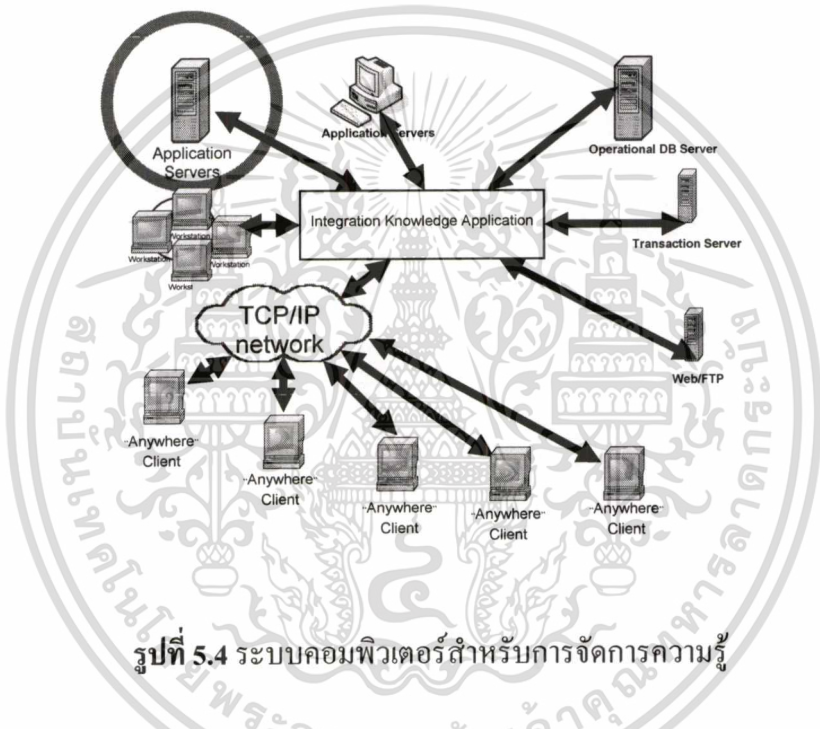 Application
Servers
Application Servers
Operational DB Server
Integration Knowledge Application
Workstation
Workstation
Workstation
Workst
Transaction Server
TCP/IP
network
Web/FTP
-Anywhere-
Client
-Anywhere-
Client
-Anywhere-
Client
-Anywhere-
Client
-Anywhere-
Client
รูปที่ 5.4 ระบบคอมพิวเตอร์สำหรับการจัดการความรู้